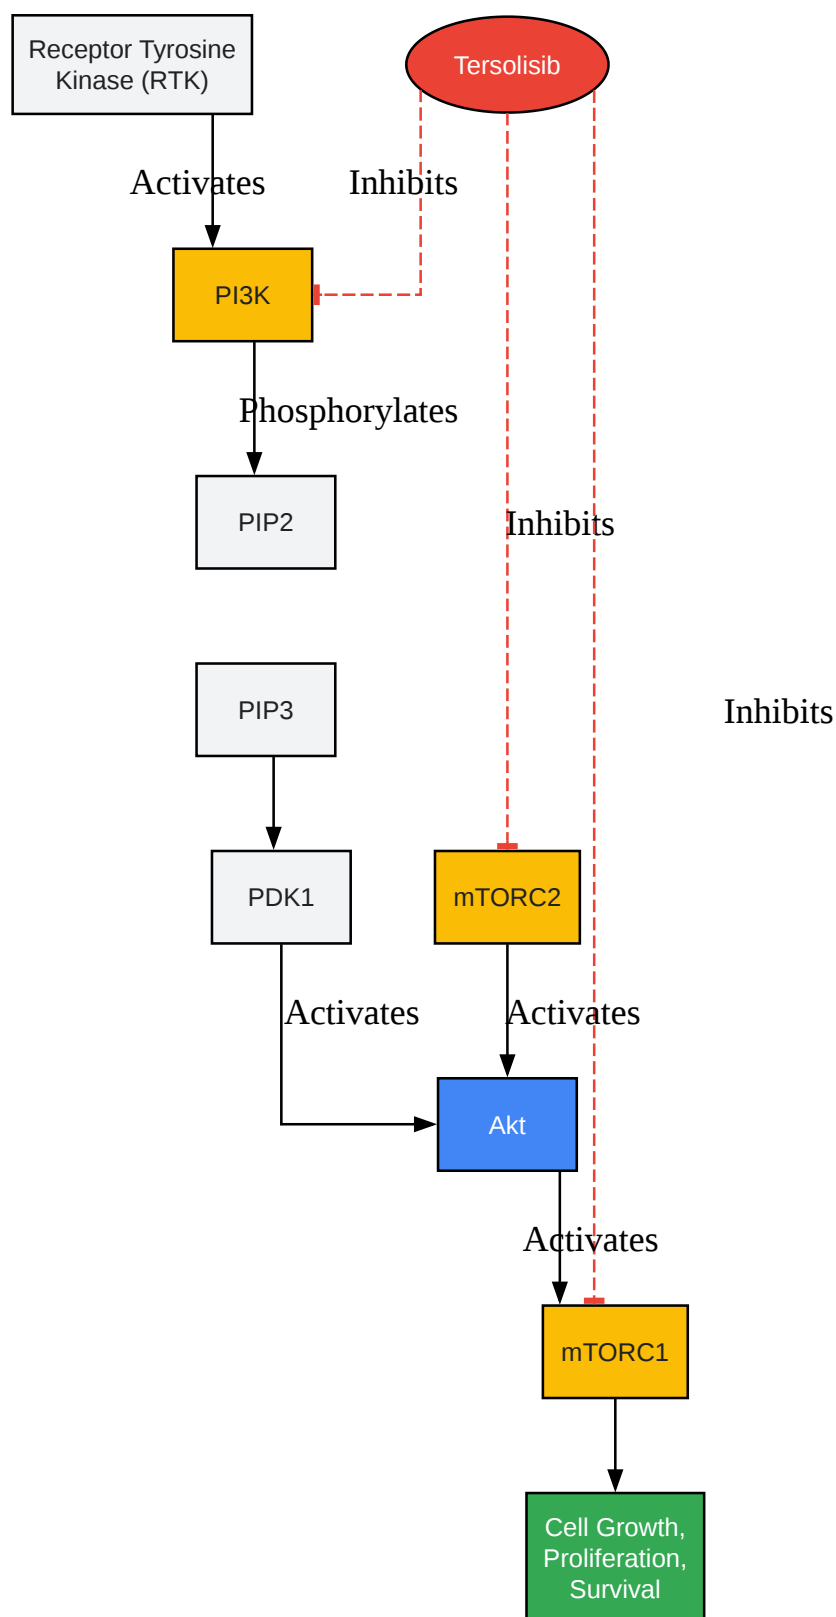 Receptor Tyrosine
Kinase (RTK)
Tersolisib
Activates
Inhibits
PI3K
Phosphorylates
PIP2
Inhibits
PIP3
Inhibits
PDK1
mTORC2
Activates
Activates
Akt
Activates
mTORC1
Cell Growth,
Proliferation,
Survival